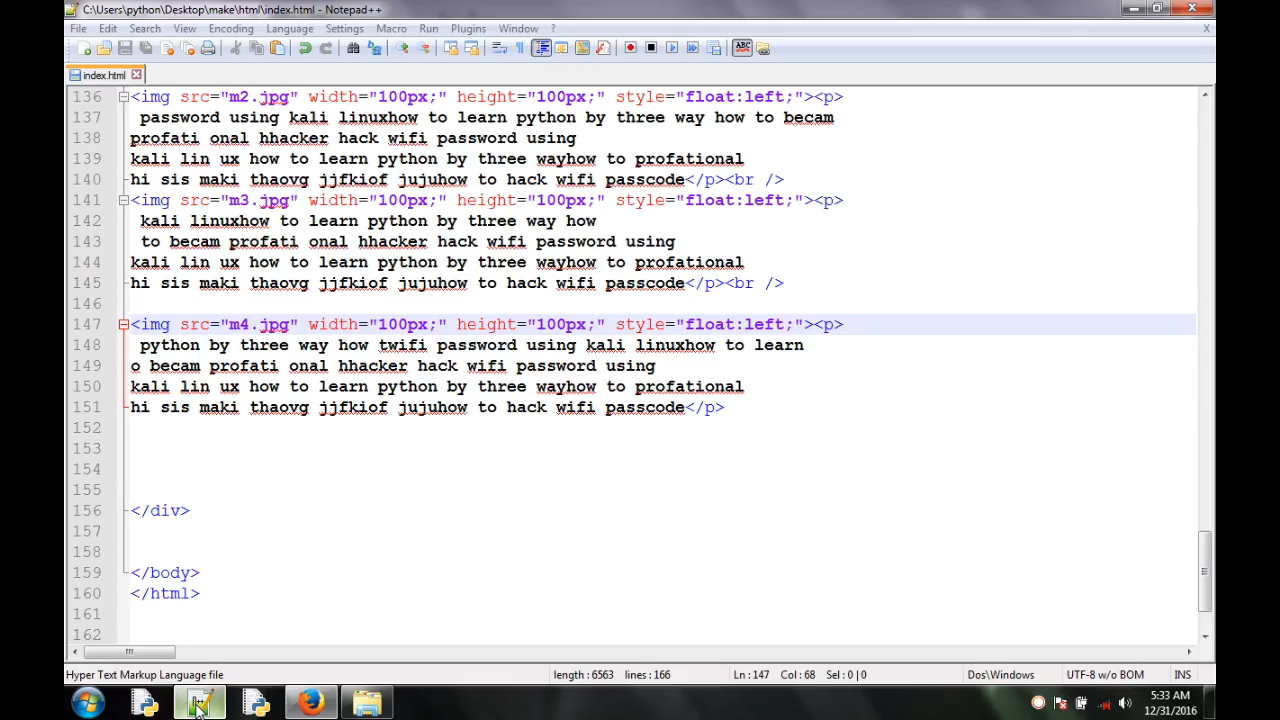 C:\Users\python\Desktop\make\html\index.html - Notepad++
File Edit Search View Encoding Language Settings Macro Run Plugins Window ? X
index.html
136 <img src="m2.jpg" width="100px;" height="100px;" style="float:left;"><p>
137 password using kali linuxhow to learn python by three way how to becam
138 profati onal hhacker hack wifi password using
139 kali lin ux how to learn python by three wayhow to profational
140 hi sis maki thaovg jjfkiof jujuhow to hack wifi passcode</p><br />
141 <img src="m3.jpg" width="100px;" height="100px;" style="float:left;"><p>
142 kali linuxhow to learn python by three way how
143 to becam profati onal hhacker hack wifi password using
144 kali lin ux how to learn python by three wayhow to profational
145 hi sis maki thaovg jjfkiof jujuhow to hack wifi passcode</p><br />
146
147 <img src="m4.jpg" width="100px;" height="100px;" style="float:left;"><p>
148 python by three way how twifi password using kali linuxhow to learn
149 o becam profati onal hhacker hack wifi password using
150 kali lin ux how to learn python by three wayhow to profational
151 hi sis maki thaovg jjfkiof jujuhow to hack wifi passcode</p>
152
153
154
155
156 </div>
157
158
159 </body>
160 </html>
161
162
Hyper Text Markup Language file length : 6563 lines : 166 Ln : 147 Col : 68 Sel : 0 | 0 Dos\Windows UTF-8 w/o BOM INS
5:33 AM
12/31/2016